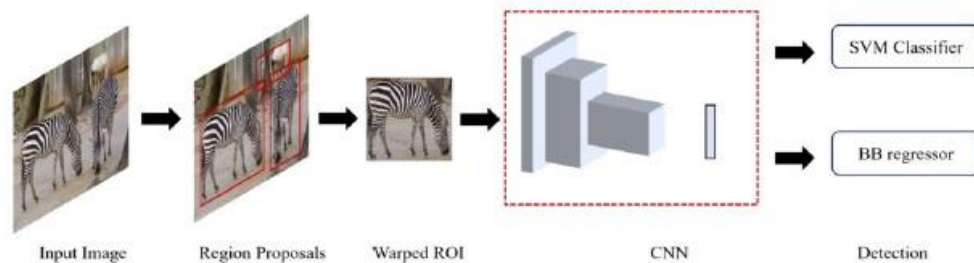 SVM Classifier
BB regressor
Input Image
Region Proposals
Warped ROI
CNN
Detection